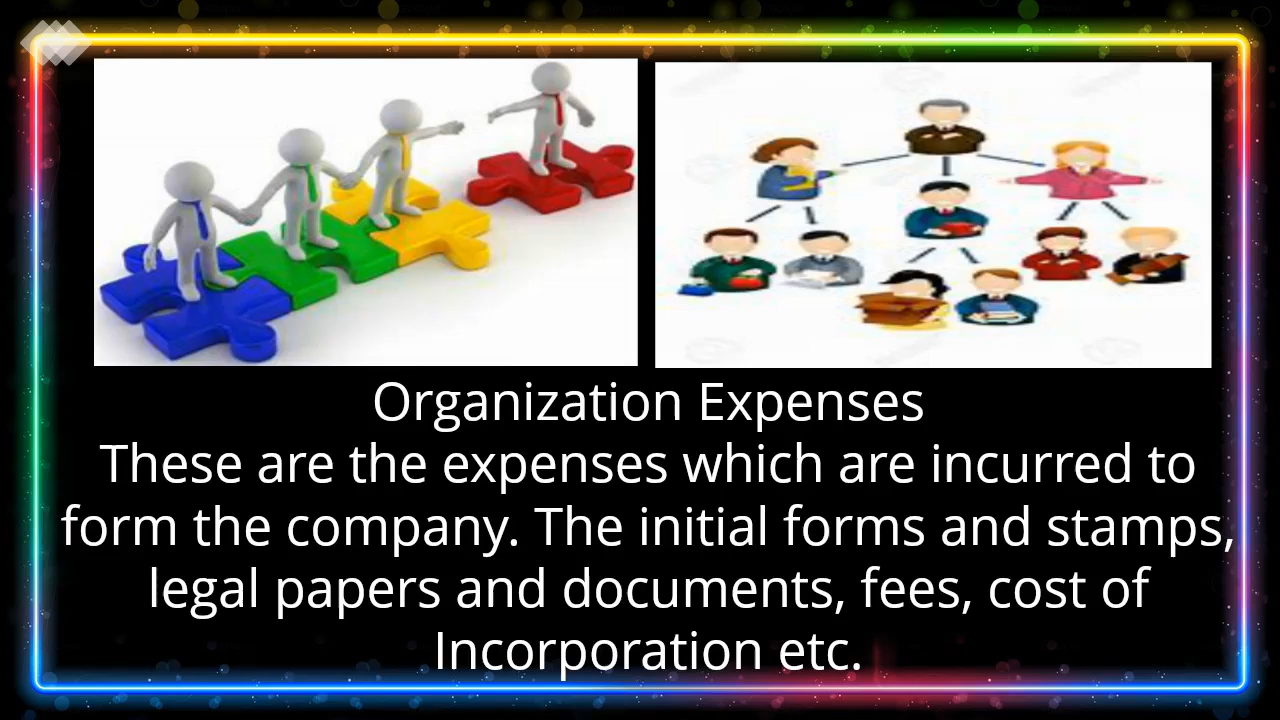 Organization Expenses
These are the expenses which are incurred to
form the company. The initial forms and stamps,
legal papers and documents, fees, cost of
Incorporation etc.